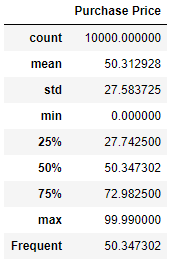 Purchase Price
count 10000.000000
mean 50.312928
std 27.583725
min 0.000000
25% 27.742500
50% 50.347302
75% 72.982500
max 99.990000
Frequent 50.347302